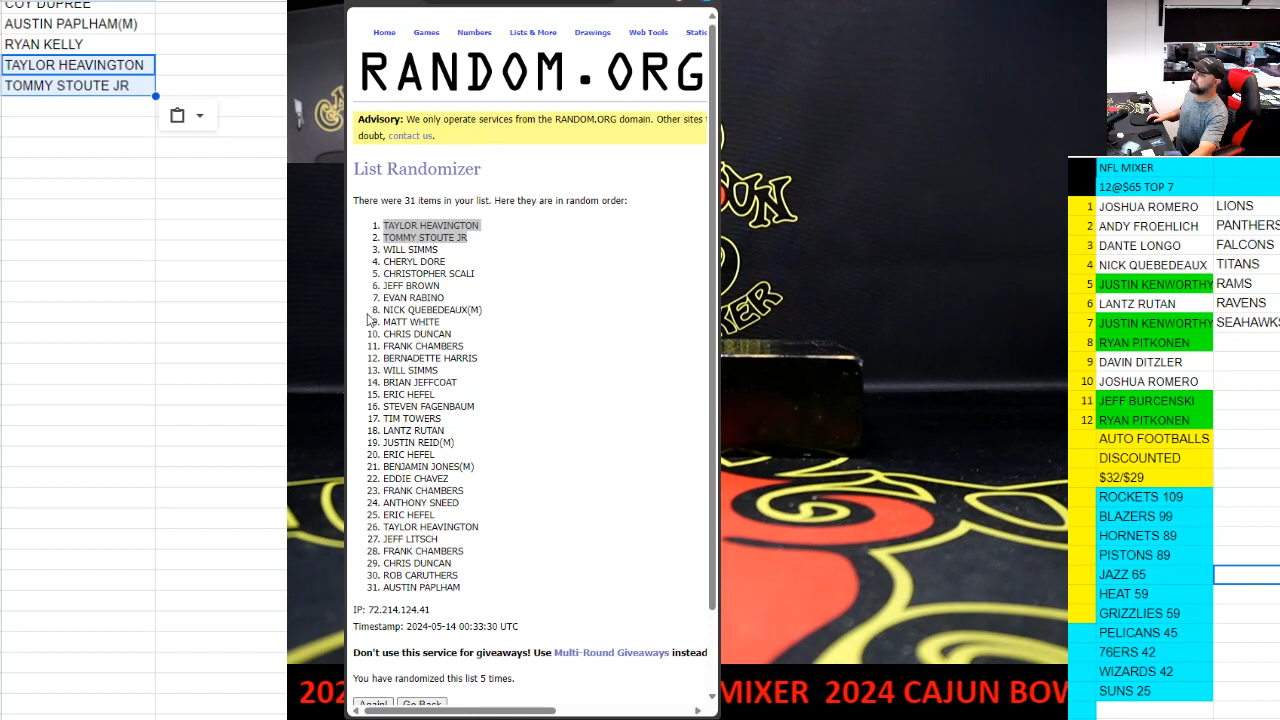 COY DUPREE
AUSTIN PAPLHAM(M)
RYAN KELLY
TAYLOR HEAVINGTON
TOMMY STOUTE JR
Home Games Numbers Lists & More Drawings Web Tools Statis
RANDOM.ORG
Advisory: We only operate services from the RANDOM.ORG domain. Other sites
doubt, contact us.
List Randomizer
There were 31 items in your list. Here they are in random order:
1. TAYLOR HEAVINGTON
2. TOMMY STOUTE JR
3. WILL SIMMS
4. CHERYL DORE
5. CHRISTOPHER SCALI
6. JEFF BROWN
7. EVAN RABINO
8. NICK QUEBEDEAUX(M)
9. MATT WHITE
10. CHRIS DUNCAN
11. FRANK CHAMBERS
12. BERNADETTE HARRIS
13. WILL SIMMS
14. BRIAN JEFFCOAT
15. ERIC HEFEL
16. STEVEN FAGENBAUM
17. TIM TOWERS
18. LANTZ RUTAN
19. JUSTIN REID(M)
20. ERIC HEFEL
21. BENJAMIN JONES(M)
22. EDDIE CHAVEZ
23. FRANK CHAMBERS
24. ANTHONY SNEED
25. ERIC HEFEL
26. TAYLOR HEAVINGTON
27. JEFF LITSCH
28. FRANK CHAMBERS
29. CHRIS DUNCAN
30. ROB CARUTHERS
31. AUSTIN PAPLHAM
IP: 72.214.124.41
Timestamp: 2024-05-14 00:33:30 UTC
Don't use this service for giveaways! Use Multi-Round Giveaways instead
You have randomized this list 5 times.
Again! Go Back
NFL MIXER
12@$65 TOP 7
1 JOSHUA ROMERO LIONS
2 ANDY FROEHLICH PANTHERS
3 DANTE LONGO FALCONS
4 NICK QUEBEDEAUX TITANS
5 JUSTIN KENWORTHY RAMS
6 LANTZ RUTAN RAVENS
7 JUSTIN KENWORTHY SEAHAWKS
8 RYAN PITKONEN
9 DAVIN DITZLER
10 JOSHUA ROMERO
11 JEFF BURCENSKI
12 RYAN PITKONEN
AUTO FOOTBALLS
DISCOUNTED
$32/$29
ROCKETS 109
BLAZERS 99
HORNETS 89
PISTONS 89
JAZZ 65
HEAT 59
GRIZZLIES 59
PELICANS 45
76ERS 42
WIZARDS 42
SUNS 25
202 MIXER 2024 CAJUN BOW